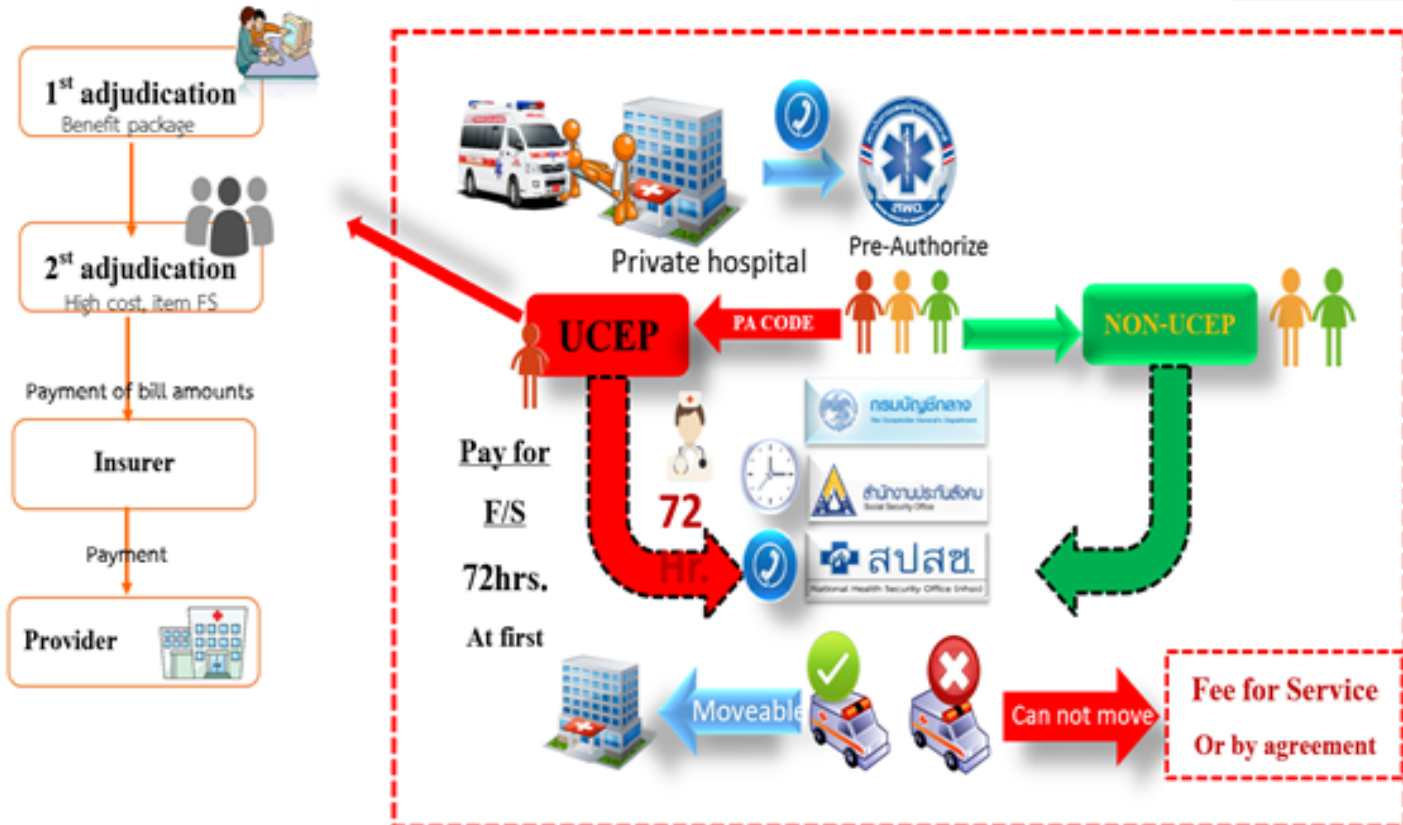 1st adjudication
Benefit package
2st adjudication
High cost, item FS
Payment of bill amounts
Insurer
Payment
Provider
สพฉ.
Private hospital
Pre-Authorize
UCEP
PA CODE
NON-UCEP
Pay for
F/S
72hrs.
At first
72
Hr.
กรมบัญชีกลาง
The Comptroller General's Department
สำนักงานประกันสังคม
Social Security Office
สปสช.
National Health Security Office (nhso)
Moveable
Can not move
Fee for Service
Or by agreement